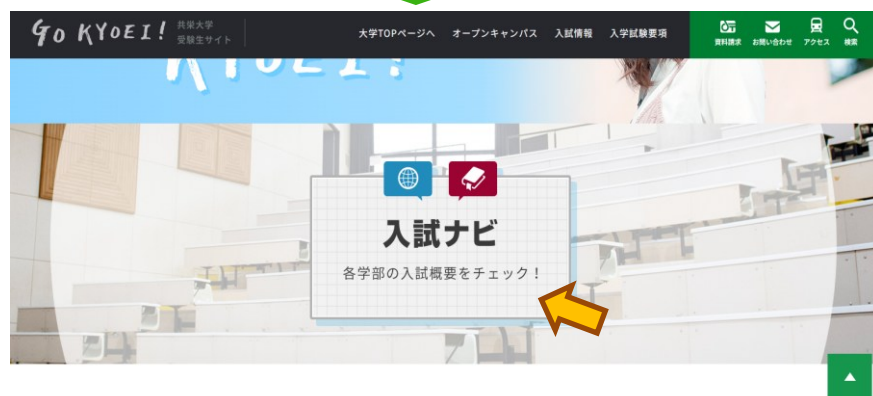 GO KYOEI!
共栄大学
受験生サイト
大学TOPページへ オープンキャンパス 入試情報 入学試験要項
資料請求 お問い合わせ アクセス 検索
KYOEI!
入試ナビ
各学部の入試概要をチェック！